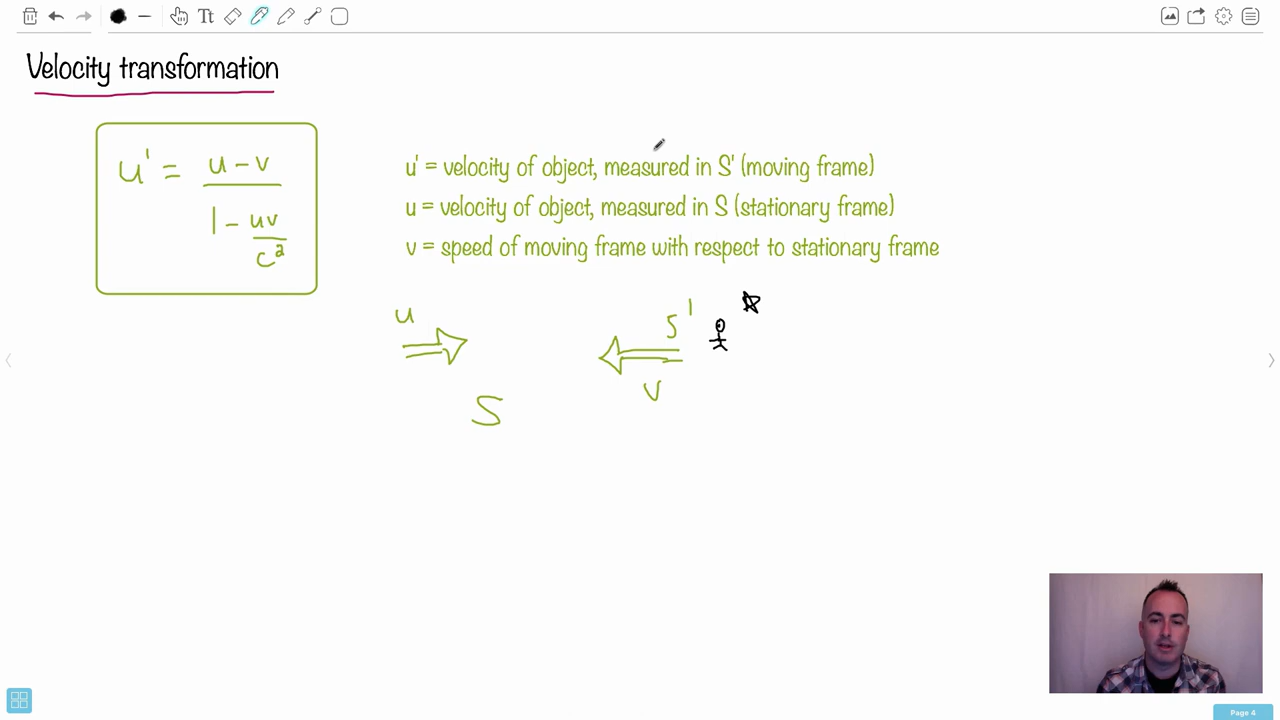 Tt
Velocity transformation
u' = u - v
1 - uv
c²
u' = velocity of object, measured in S' (moving frame)
u = velocity of object, measured in S (stationary frame)
v = speed of moving frame with respect to stationary frame
u
S'
v
S
Page 4